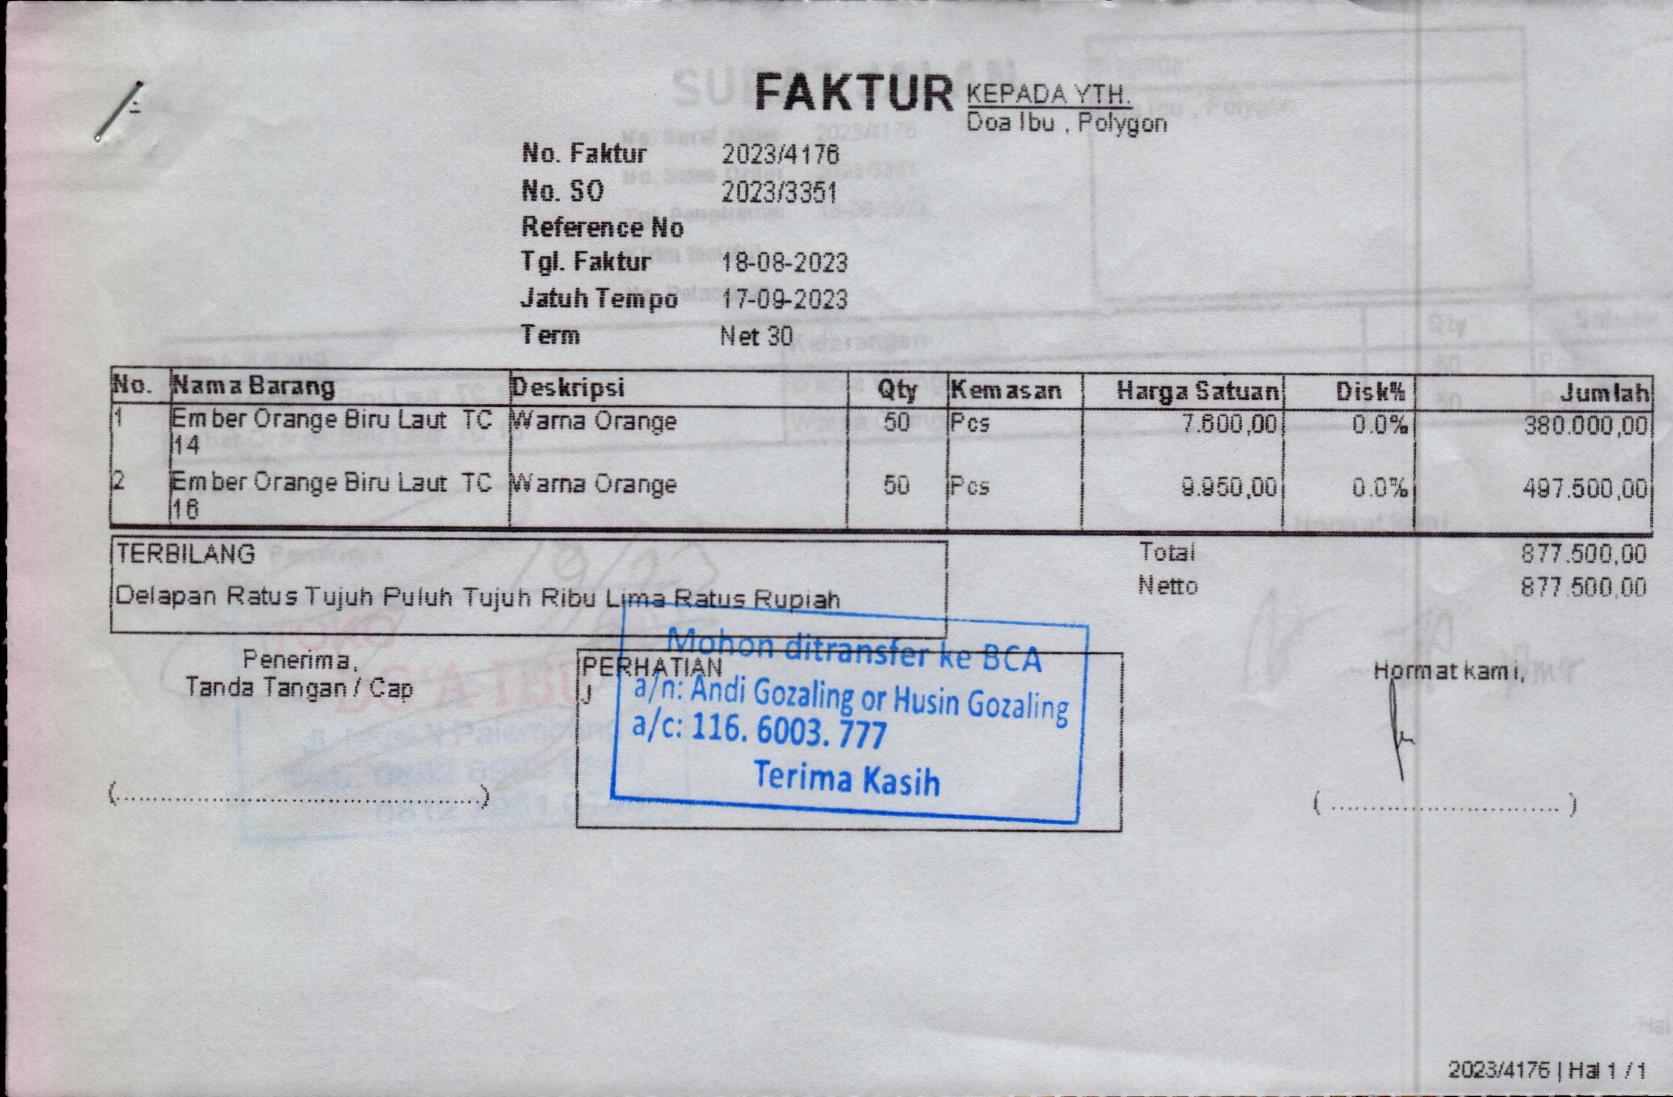 FAKTUR
KEPADA YTH.
Doa Ibu , Polygon
No. Faktur 2023/4176
No. SO 2023/3351
Reference No
Tgl. Faktur 18-08-2023
Jatuh Tempo 17-09-2023
Term Net 30
No. Nama Barang Deskripsi Qty Kemasan Harga Satuan Disk% Jumlah
1 Ember Orange Biru Laut TC Warna Orange 50 Pcs 7.600,00 0.0% 380.000,00
14
2 Ember Orange Biru Laut TC Warna Orange 50 Pcs 9.950,00 0.0% 497.500,00
16
TERBILANG
Delapan Ratus Tujuh Puluh Tujuh Ribu Lima Ratus Rupiah
Total 877.500,00
Netto 877.500,00
Penerima,
Tanda Tangan / Cap
PERHATIAN
J
Mohon ditransfer ke BCA
a/n: Andi Gozaling or Husin Gozaling
a/c: 116. 6003. 777
Terima Kasih
Hormat kami,
(........................................................)
( ................................... )
2023/4176 | Hal 1 / 1